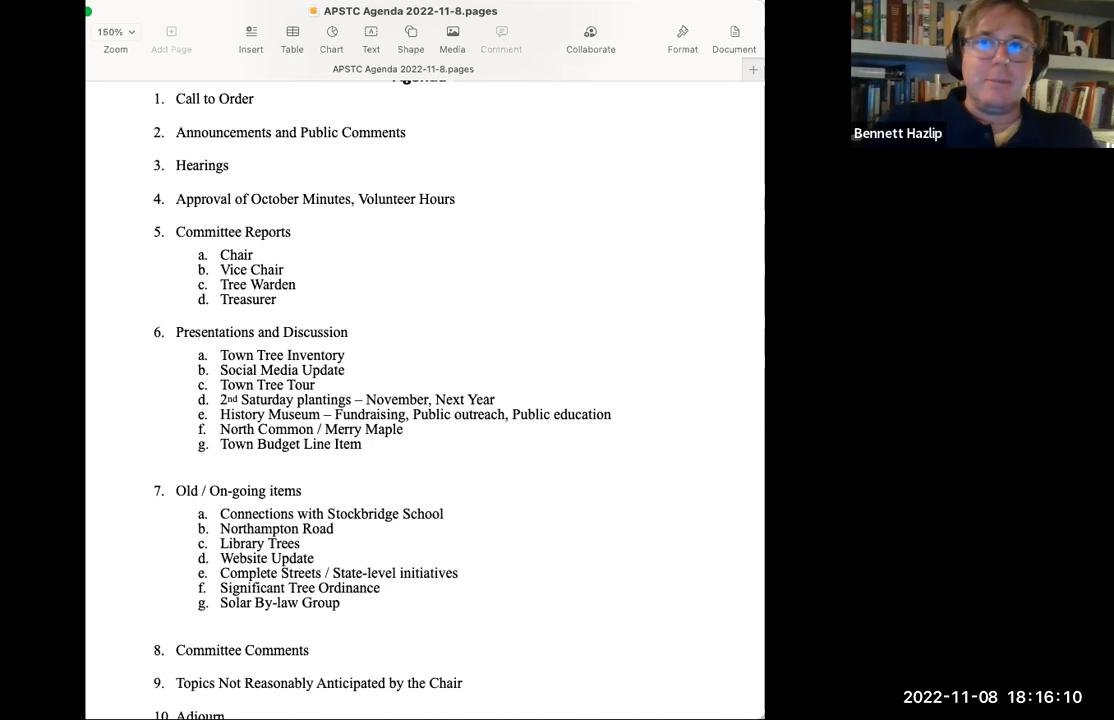 APSTC Agenda 2022-11-8.pages
150%
Zoom
Add Page
Insert
Table
Chart
Text
Shape
Media
Comment
Collaborate
Format
Document
APSTC Agenda 2022-11-8.pages
Agenda
1. Call to Order
2. Announcements and Public Comments
3. Hearings
4. Approval of October Minutes, Volunteer Hours
5. Committee Reports
a. Chair
b. Vice Chair
c. Tree Warden
d. Treasurer
6. Presentations and Discussion
a. Town Tree Inventory
b. Social Media Update
c. Town Tree Tour
d. 2nd Saturday plantings – November, Next Year
e. History Museum – Fundraising, Public outreach, Public education
f. North Common / Merry Maple
g. Town Budget Line Item
7. Old / On-going items
a. Connections with Stockbridge School
b. Northampton Road
c. Library Trees
d. Website Update
e. Complete Streets / State-level initiatives
f. Significant Tree Ordinance
g. Solar By-law Group
8. Committee Comments
9. Topics Not Reasonably Anticipated by the Chair
10. Adjourn
Bennett Hazlip
2022-11-08 18:16:10